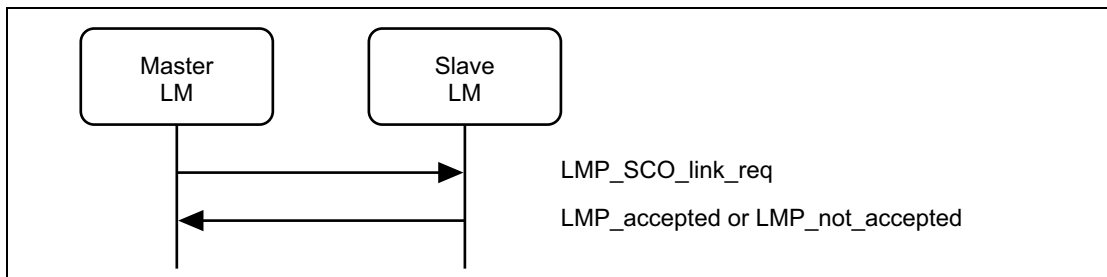 Master
LM
Slave
LM
LMP_SCO_link_req
LMP_accepted or LMP_not_accepted